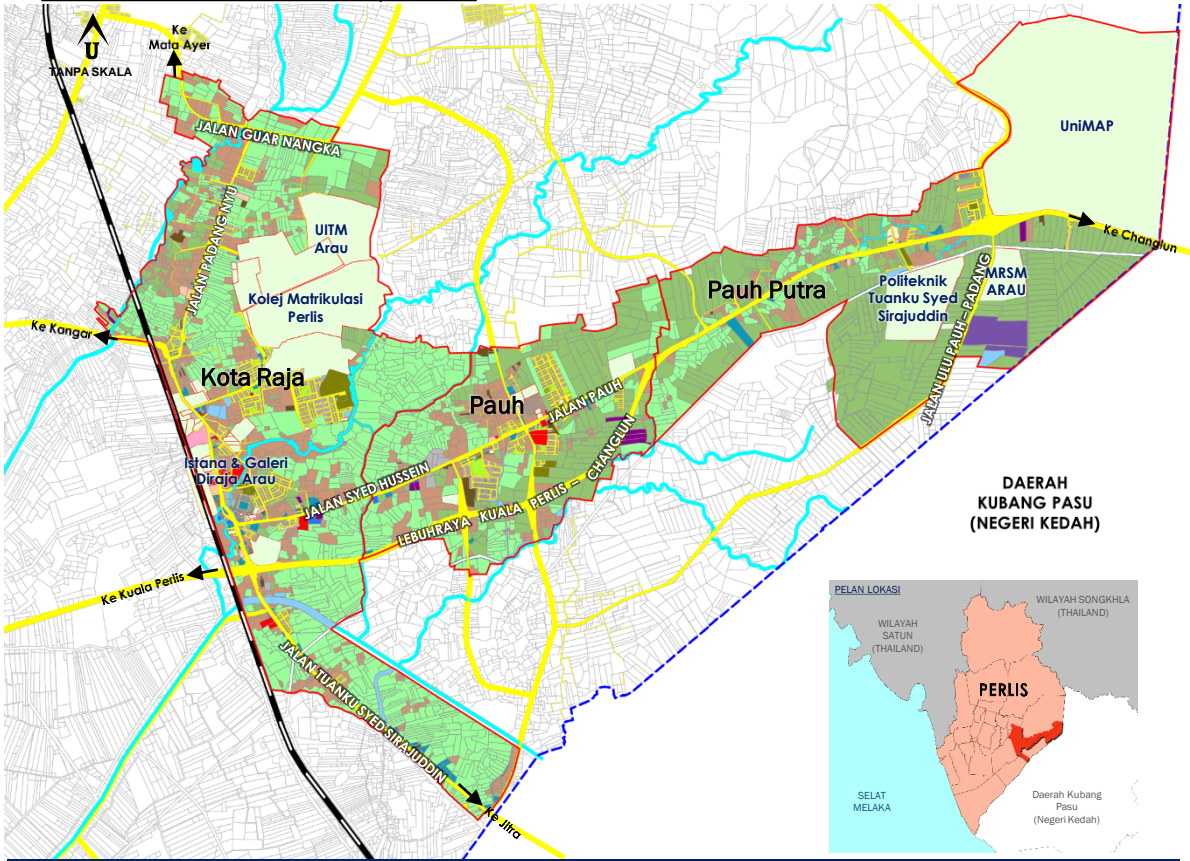 U
TANPA SKALA
Ke
Mata Ayer
JALAN GUAR NANGKA
JALAN PADANG NYU
UITM
Arau
Kolej Matrikulasi
Perlis
Ke Kangar
Kota Raja
Istana & Galeri
Diraja Arau
JALAN SYED HUSSEIN
Pauh
JALAN PAUH
LEBUHRAYA KUALA PERLIS – CHANGLUN
Ke Kuala Perlis
JALAN TUANKU SYED SIRAJUDDIN
Ke Jitra
Pauh Putra
UniMAP
Ke Changlun
Politeknik
Tuanku Syed
Sirajuddin
MRSM
ARAU
JALAN ULU PAUH – PADANG
DAERAH
KUBANG PASU
(NEGERI KEDAH)
PELAN LOKASI
WILAYAH SONGKHLA
(THAILAND)
WILAYAH
SATUN
(THAILAND)
PERLIS
SELAT
MELAKA
Daerah Kubang
Pasu
(Negeri Kedah)